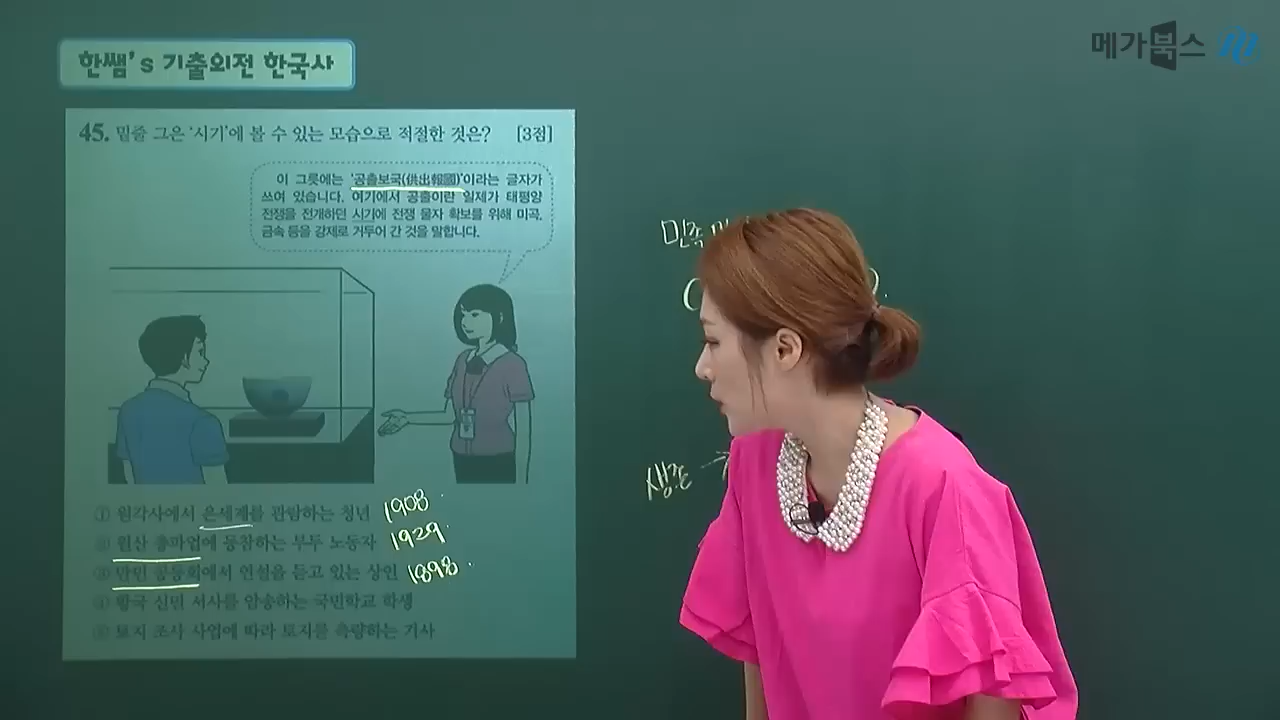 메가북스
한쌤's 기출외전 한국사
45. 밑줄 그은 '시기'에 볼 수 있는 모습으로 적절한 것은? [3점]
이 그릇에는 '공출보국(供出報國)'이라는 글자가
쓰여 있습니다. 여기에서 공출이란 일제가 태평양
전쟁을 전개하던 시기에 전쟁 물자 확보를 위해 미곡,
금속 등을 강제로 거두어 간 것을 말합니다.
민족
생존
① 원각사에서 은세계를 관람하는 청년 1908.
② 원산 총파업에 동참하는 부두 노동자 1929.
③ 만민 공동회에서 연설을 듣고 있는 상인 1898.
④ 황국 신민 서사를 암송하는 국민학교 학생
⑤ 토지 조사 사업에 따라 토지를 측량하는 기사